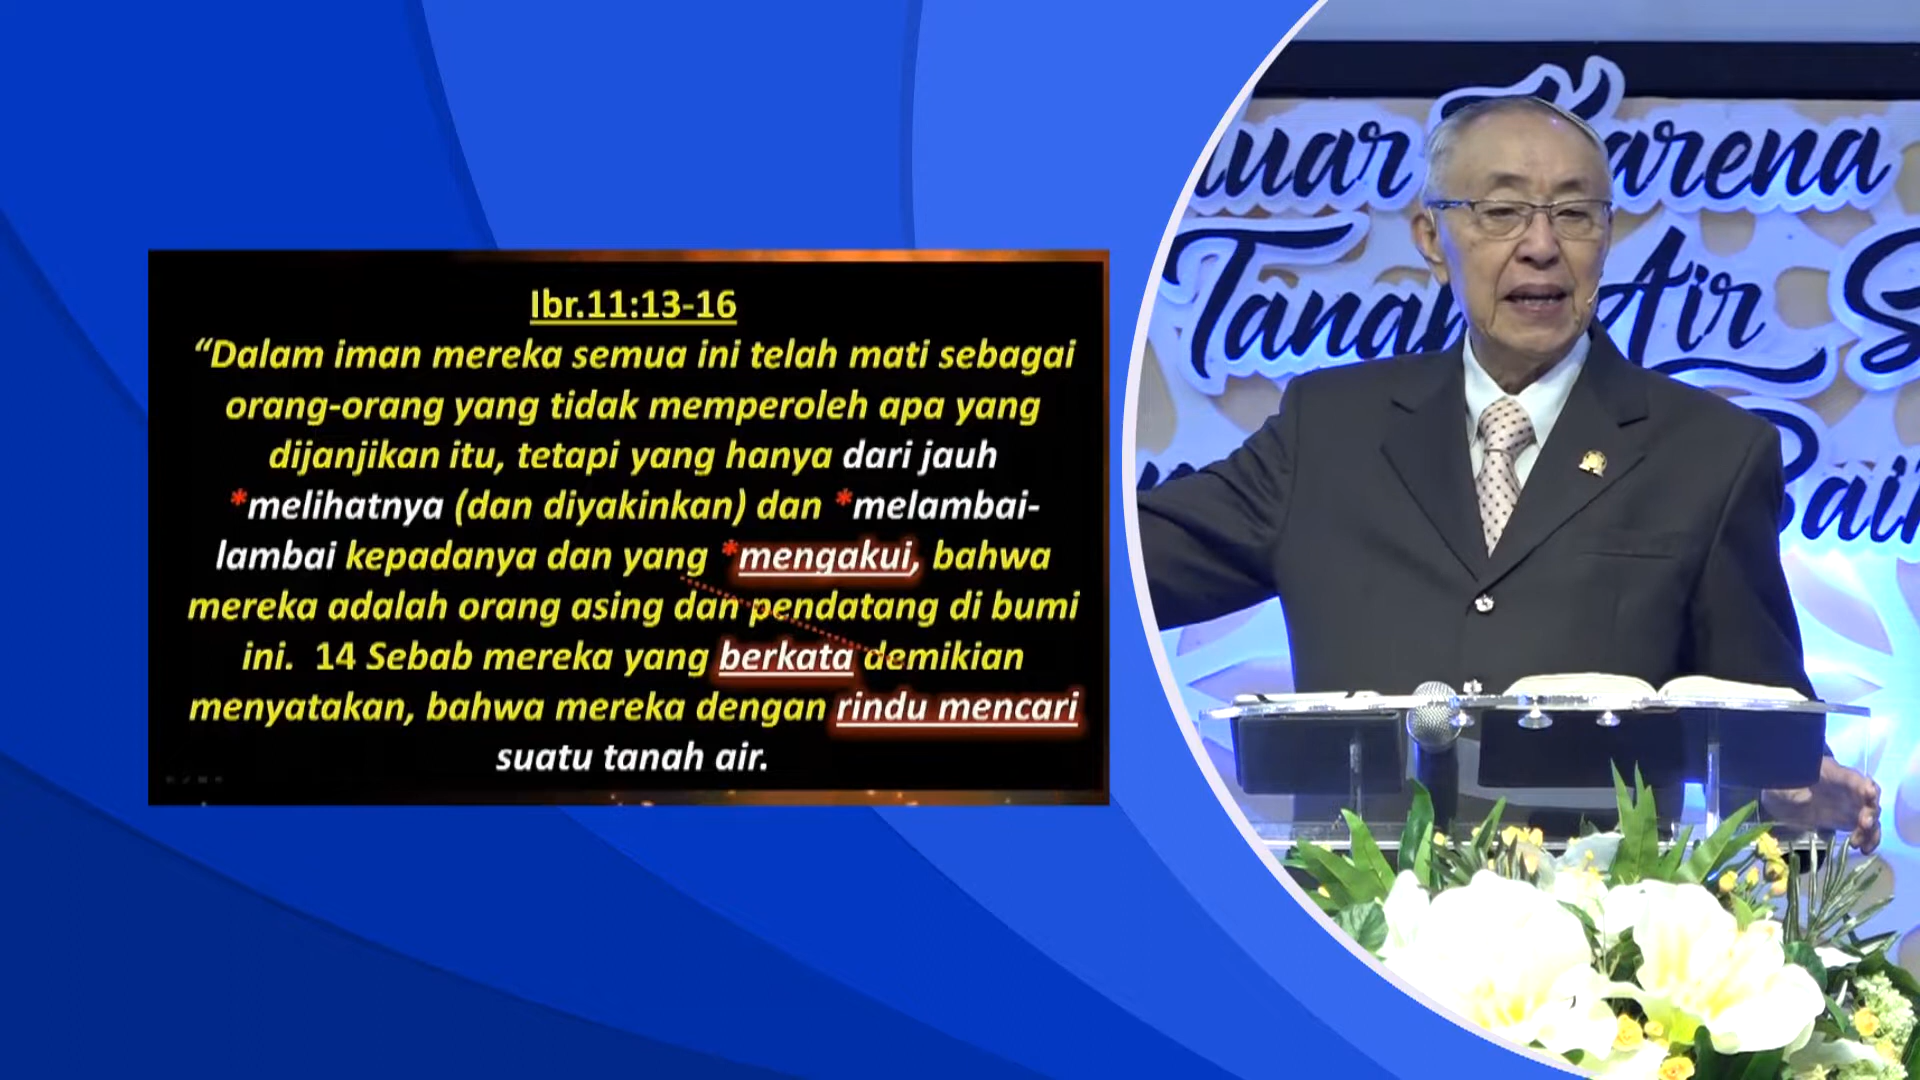 Ibr.11:13-16
“Dalam iman mereka semua ini telah mati sebagai
orang-orang yang tidak memperoleh apa yang
dijanjikan itu, tetapi yang hanya dari jauh
*melihatnya (dan diyakinkan) dan *melambai-
lambai kepadanya dan yang *mengakui, bahwa
mereka adalah orang asing dan pendatang di bumi
ini. 14 Sebab mereka yang berkata demikian
menyatakan, bahwa mereka dengan rindu mencari
suatu tanah air.
Karena
Tanah Air